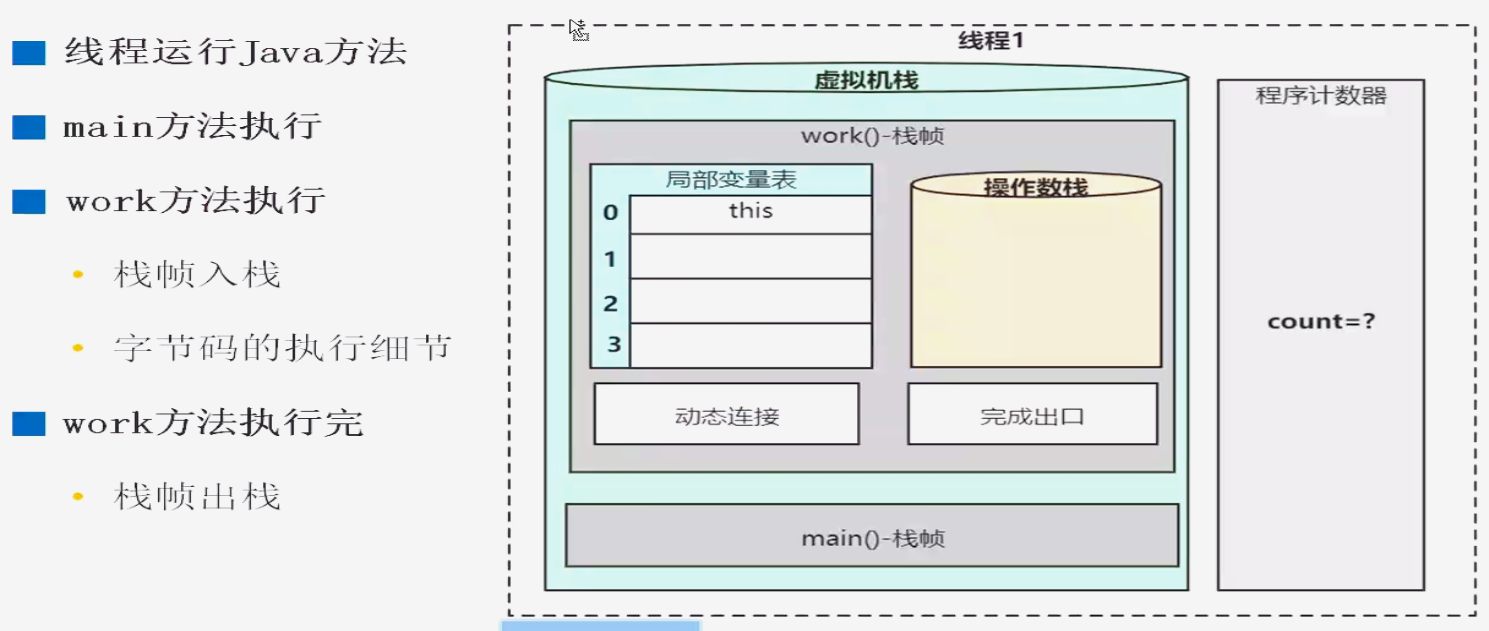 线程运行Java方法
main方法执行
work方法执行
栈帧入栈
字节码的执行细节
work方法执行完
栈帧出栈
线程1
虚拟机栈
work()-栈帧
局部变量表
0
this
1
2
3
操作数栈
动态连接
完成出口
main()-栈帧
程序计数器
count=?